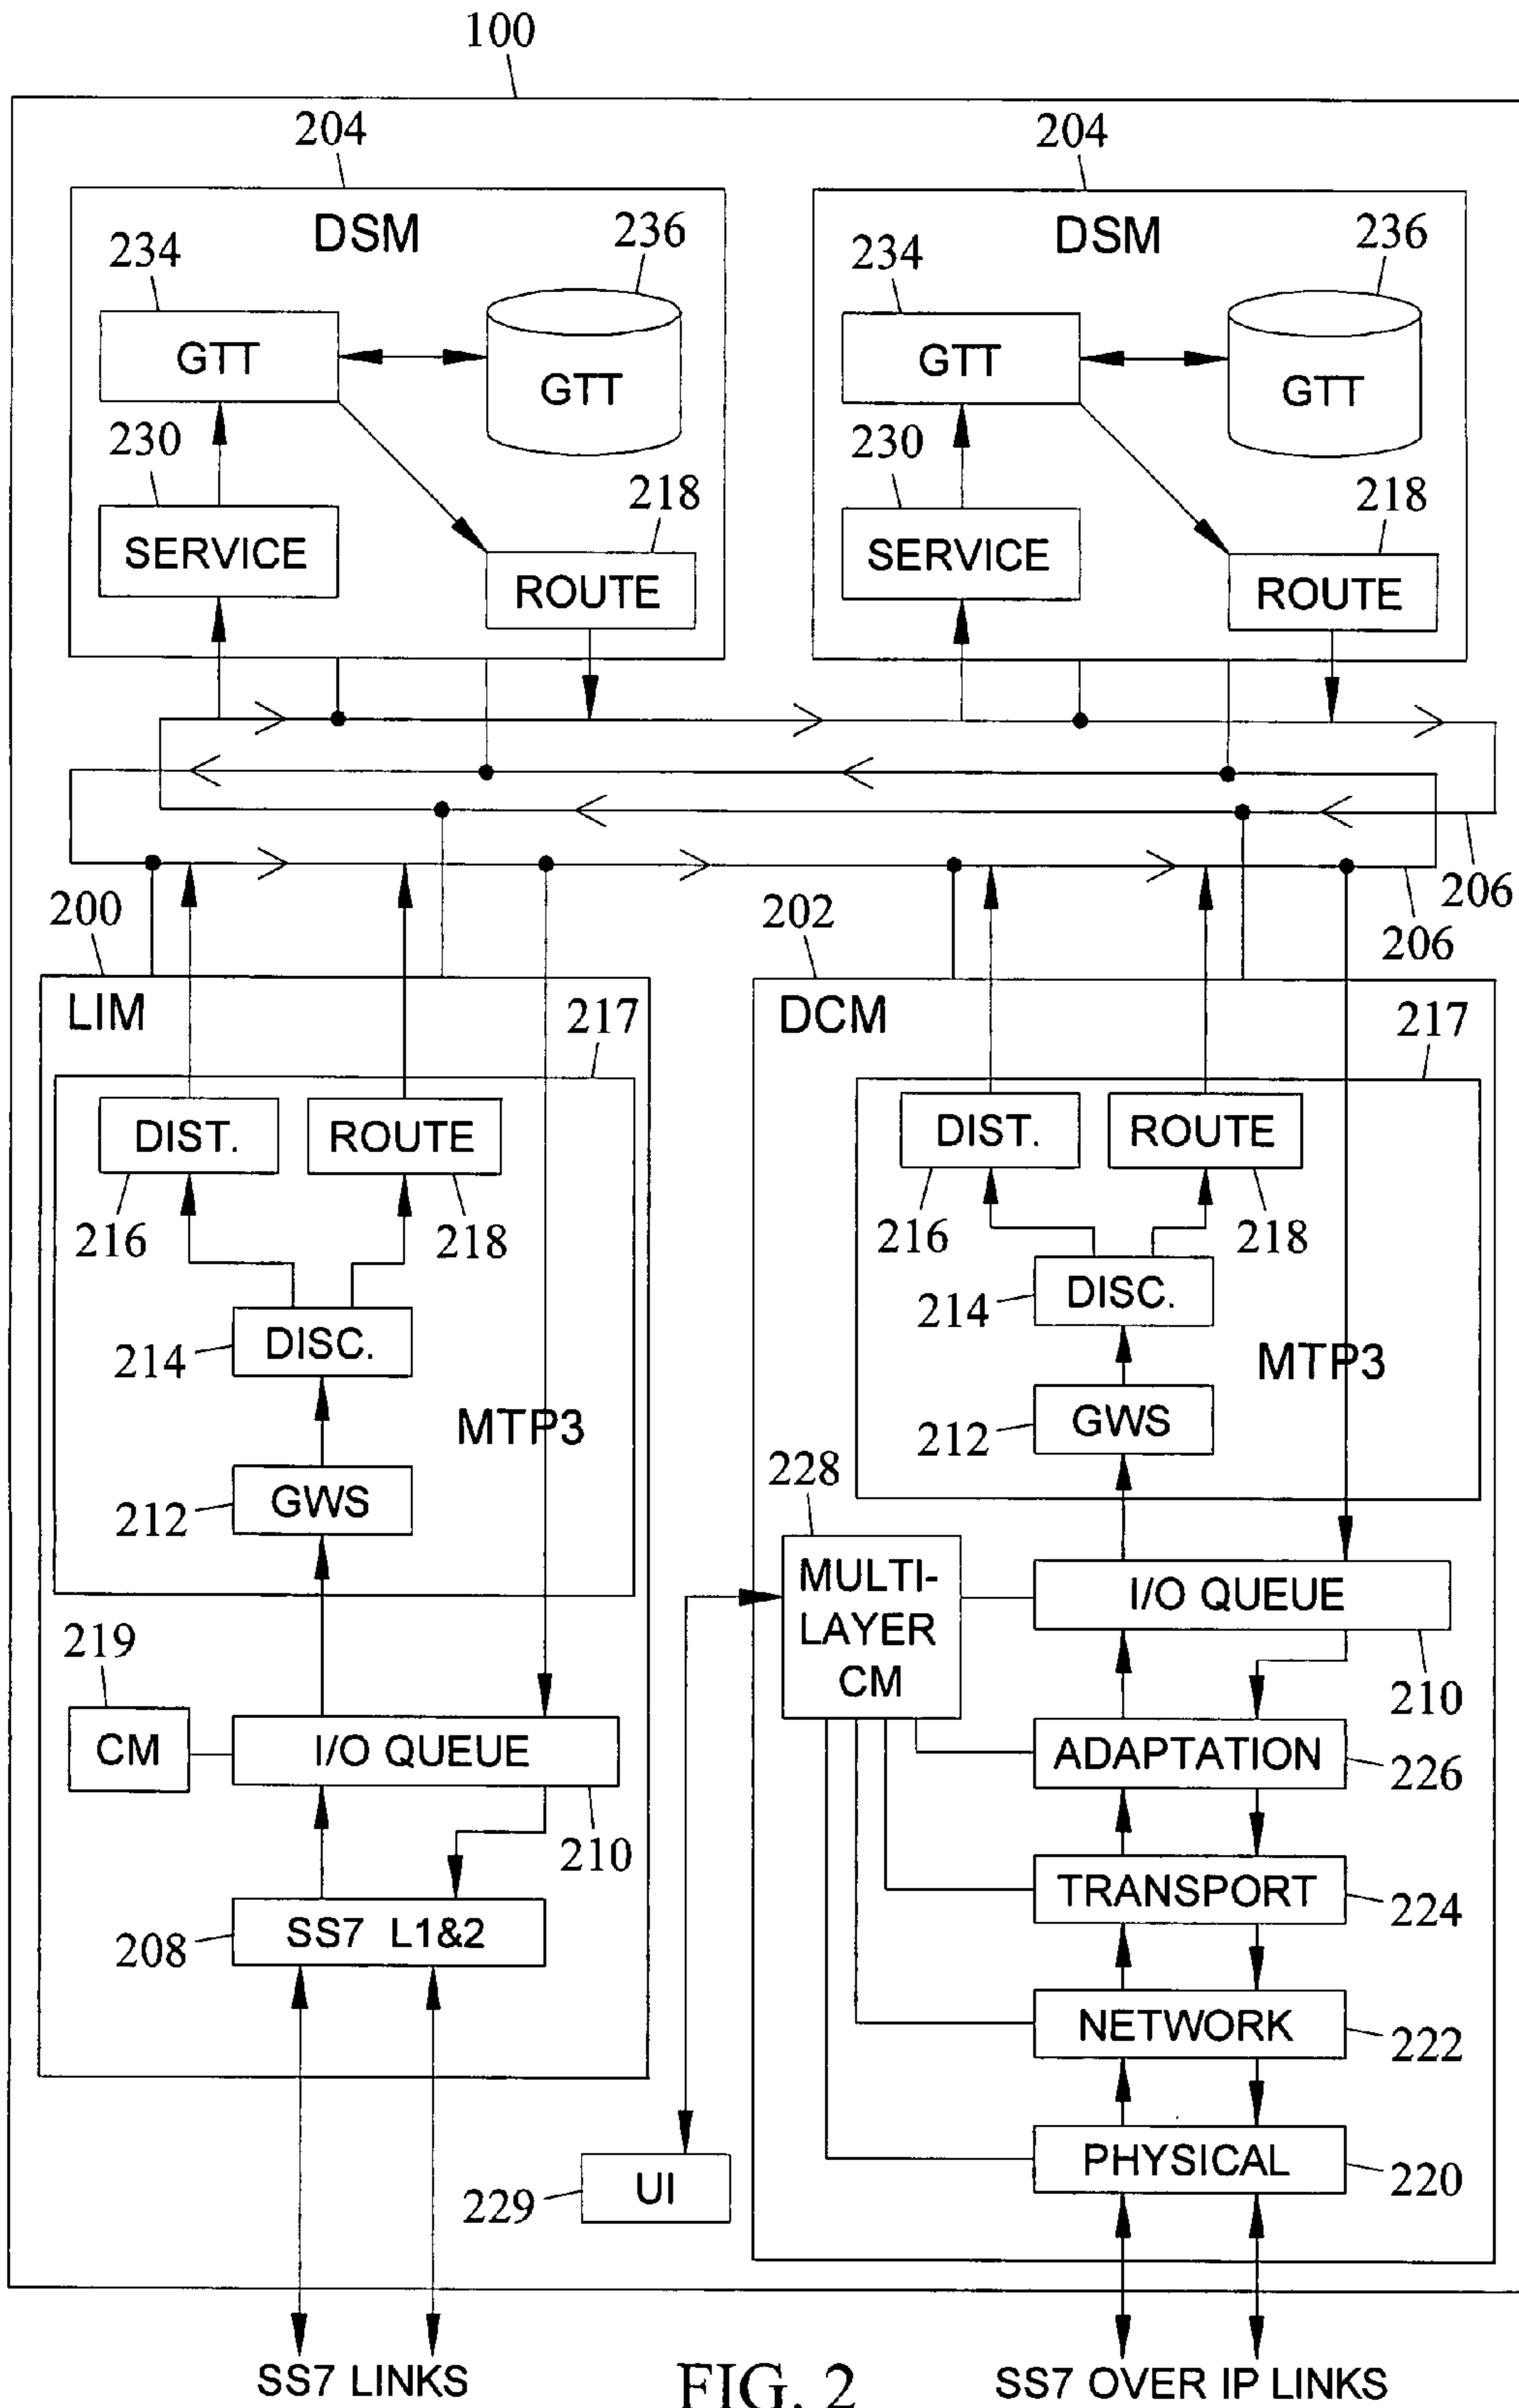 100
204
204
DSM
DSM
234
236
234
236
GTT
GTT
GTT
GTT
230
218
230
218
SERVICE
ROUTE
SERVICE
ROUTE
206
206
200
202
LIM
217
DCM
217
DIST.
ROUTE
DIST.
ROUTE
216
218
216
218
214
DISC.
214
DISC.
MTP3
MTP3
212
GWS
212
GWS
228
MULTI-
LAYER
CM
I/O QUEUE
210
219
CM
I/O QUEUE
210
ADAPTATION
226
TRANSPORT
224
208
SS7 L1&2
NETWORK
222
PHYSICAL
220
229
UI
SS7 LINKS
FIG. 2
SS7 OVER IP LINKS